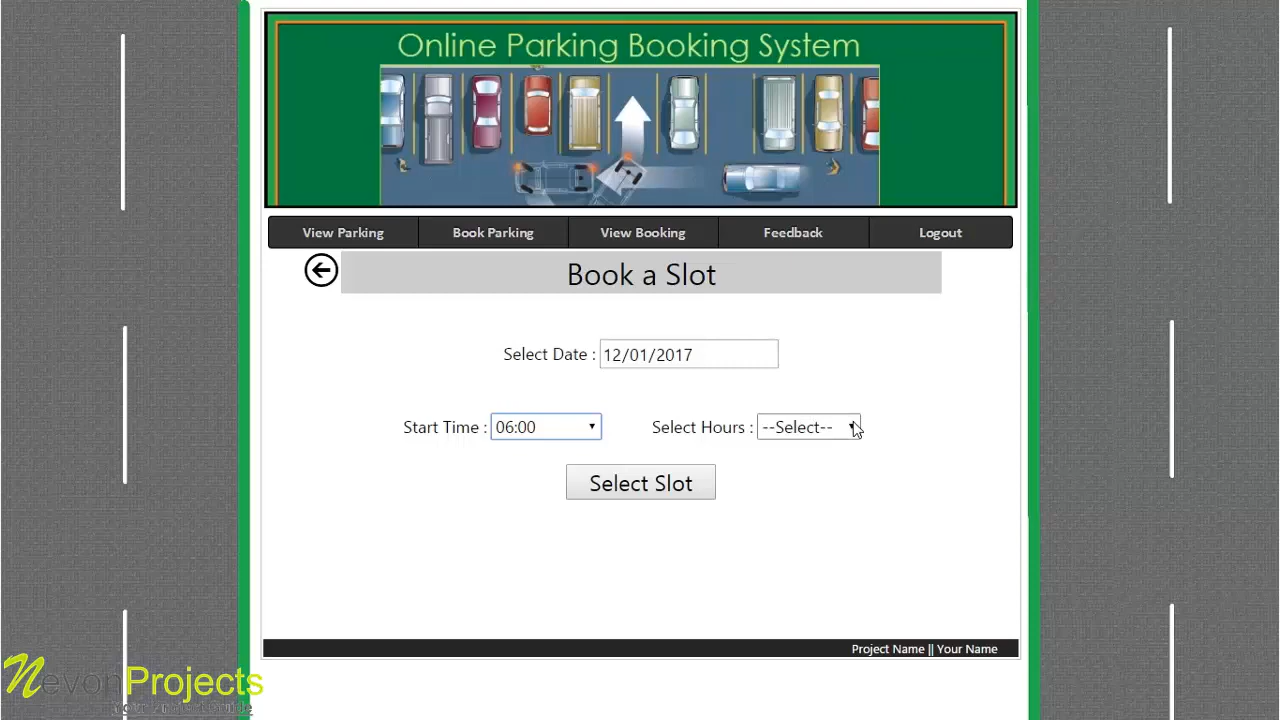 Online Parking Booking System
View Parking Book Parking View Booking Feedback Logout
Book a Slot
Select Date : 12/01/2017
Start Time : 06:00 Select Hours : --Select--
Select Slot
Project Name || Your Name
NevonProjects